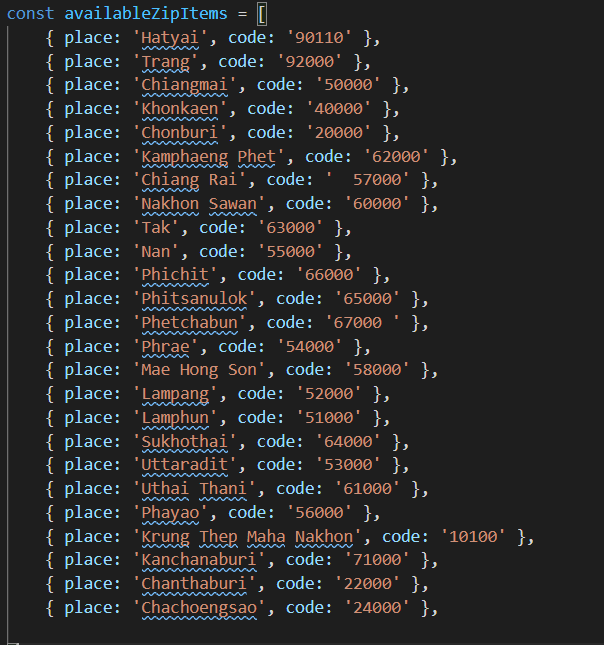 const availableZipItems = [
{ place: 'Hatyai', code: '90110' },
{ place: 'Trang', code: '92000' },
{ place: 'Chiangmai', code: '50000' },
{ place: 'Khonkaen', code: '40000' },
{ place: 'Chonburi', code: '20000' },
{ place: 'Kamphaeng Phet', code: '62000' },
{ place: 'Chiang Rai', code: '  57000' },
{ place: 'Nakhon Sawan', code: '60000' },
{ place: 'Tak', code: '63000' },
{ place: 'Nan', code: '55000' },
{ place: 'Phichit', code: '66000' },
{ place: 'Phitsanulok', code: '65000' },
{ place: 'Phetchabun', code: '67000 ' },
{ place: 'Phrae', code: '54000' },
{ place: 'Mae Hong Son', code: '58000' },
{ place: 'Lampang', code: '52000' },
{ place: 'Lamphun', code: '51000' },
{ place: 'Sukhothai', code: '64000' },
{ place: 'Uttaradit', code: '53000' },
{ place: 'Uthai Thani', code: '61000' },
{ place: 'Phayao', code: '56000' },
{ place: 'Krung Thep Maha Nakhon', code: '10100' },
{ place: 'Kanchanaburi', code: '71000' },
{ place: 'Chanthaburi', code: '22000' },
{ place: 'Chachoengsao', code: '24000' },